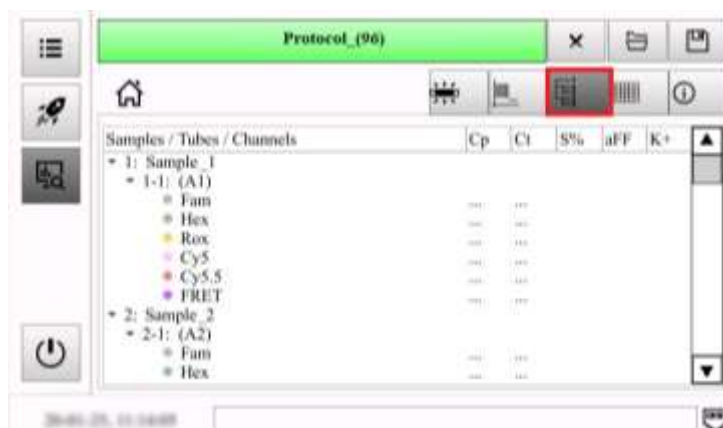 Protocol_(96)
Samples / Tubes / Channels Cp Ct S% aFF K+
1: Sample_1
1-1: (A1)
Fam ... ...
Hex ... ...
Rox ... ...
Cy5 ... ...
Cy5.5 ... ...
FRET ... ...
2: Sample_2
2-1: (A2)
Fam ... ...
Hex ... ...